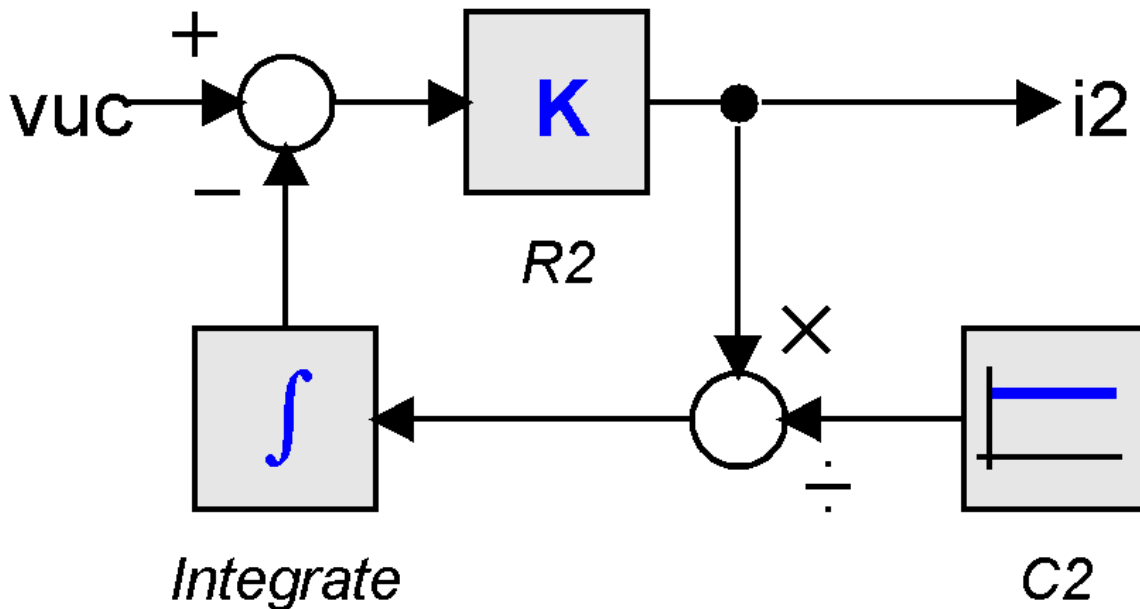 +
vuc
K
i2
−
R2
×
∫
÷
Integrate
C2